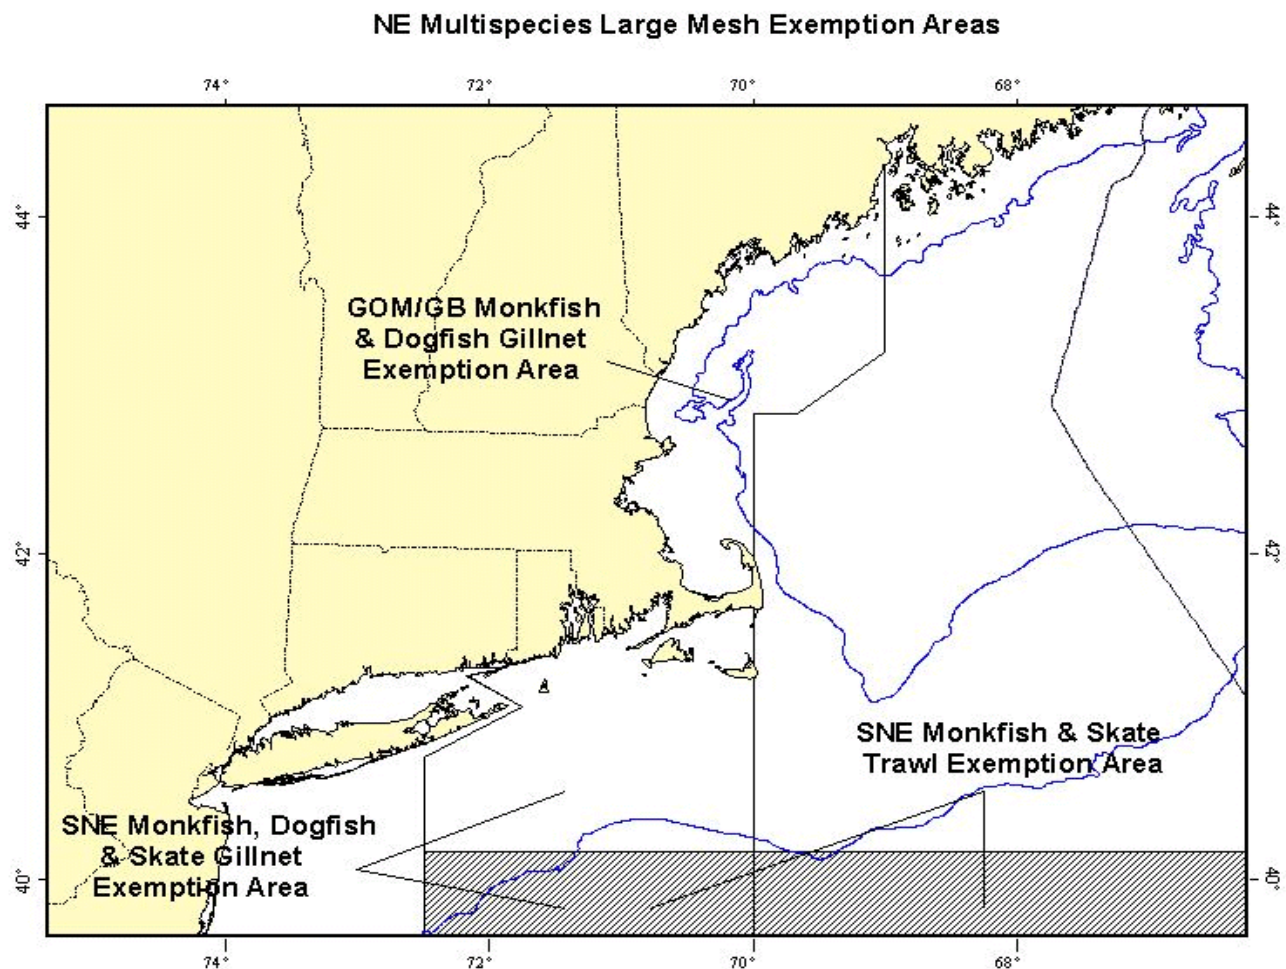 NE Multispecies Large Mesh Exemption Areas
74° 72° 70° 68°
44° 44°
GOM/GB Monkfish
& Dogfish Gillnet
Exemption Area
42° 42°
SNE Monkfish & Skate
Trawl Exemption Area
SNE Monkfish, Dogfish
& Skate Gillnet
Exemption Area
40° 40°
74° 72° 70° 68°